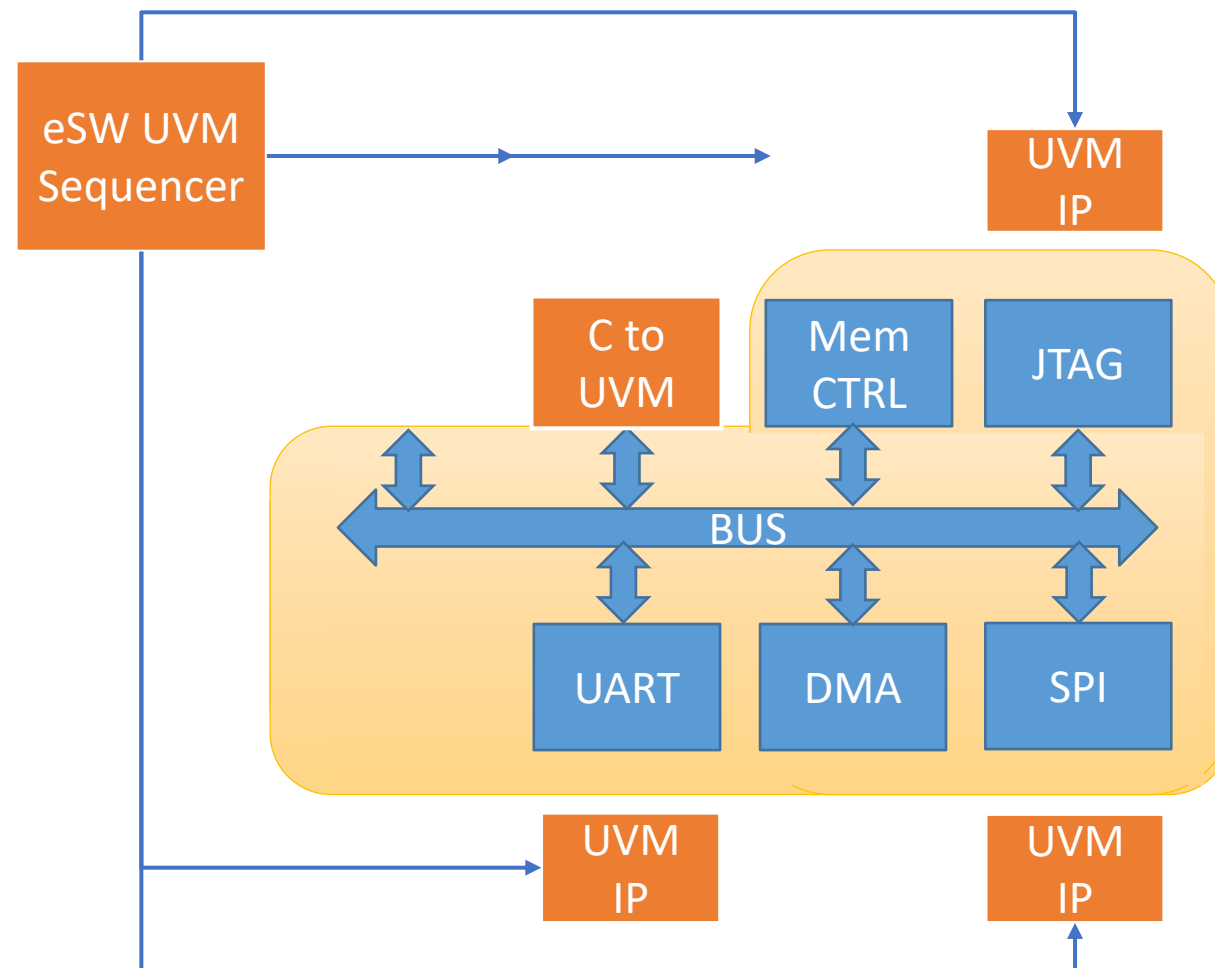 eSW UVM
Sequencer
UVM
IP
C to
UVM
Mem
CTRL
JTAG
BUS
UART
DMA
SPI
UVM
IP
UVM
IP